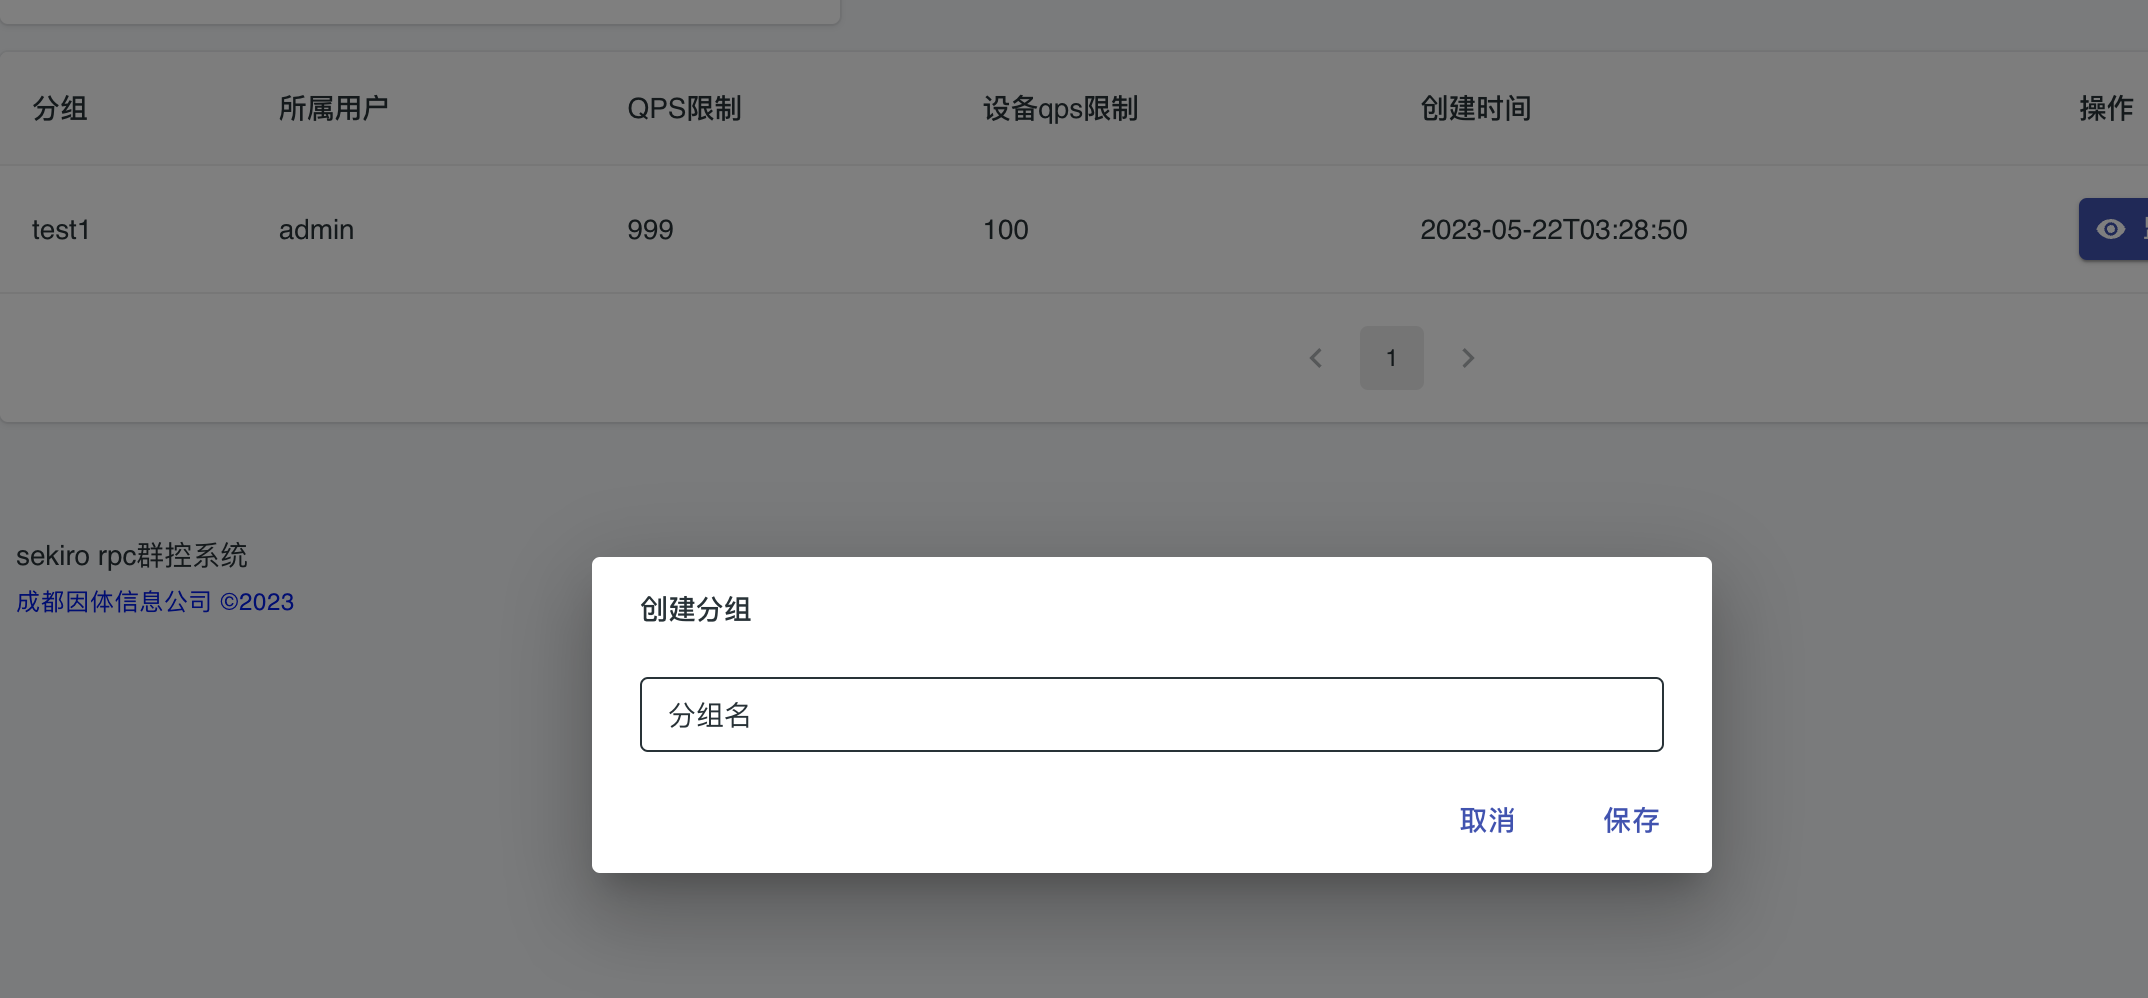 分组 所属用户 QPS限制 设备qps限制 创建时间 操作
test1 admin 999 100 2023-05-22T03:28:50
1
sekiro rpc群控系统
成都因体信息公司 ©2023
创建分组
分组名
取消 保存